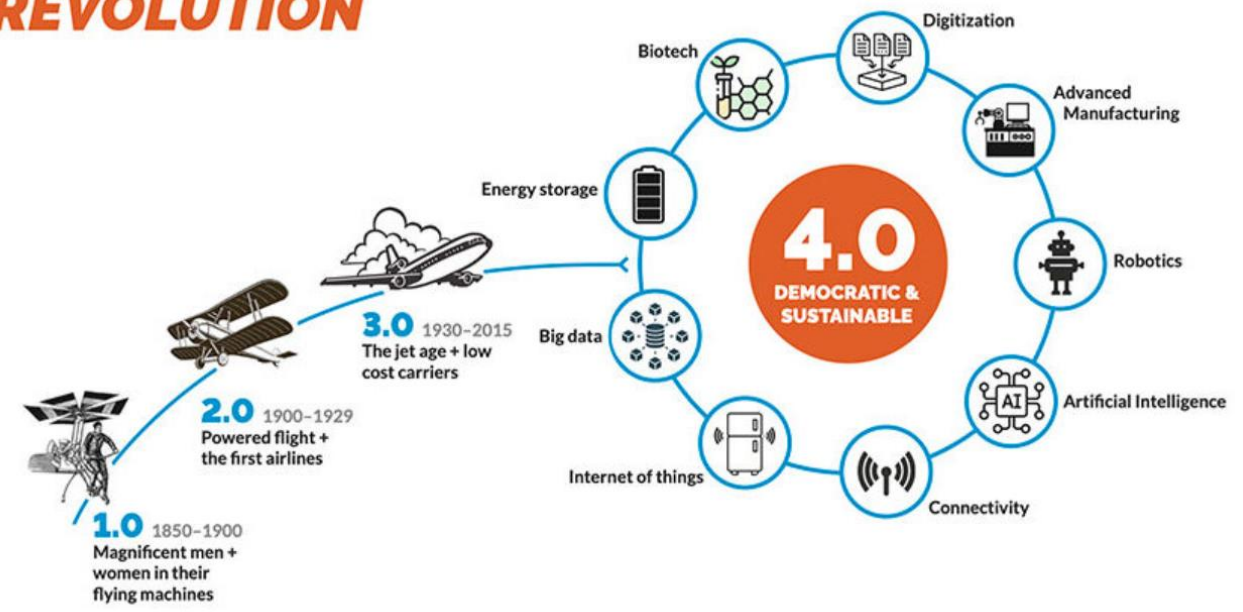 REVOLUTION
1.0 1850–1900
Magnificent men +
women in their
flying machines
2.0 1900–1929
Powered flight +
the first airlines
3.0 1930–2015
The jet age + low
cost carriers
4.0
DEMOCRATIC &
SUSTAINABLE
Digitization
Advanced
Manufacturing
Robotics
Artificial Intelligence
AI
Connectivity
Internet of things
Big data
Energy storage
Biotech